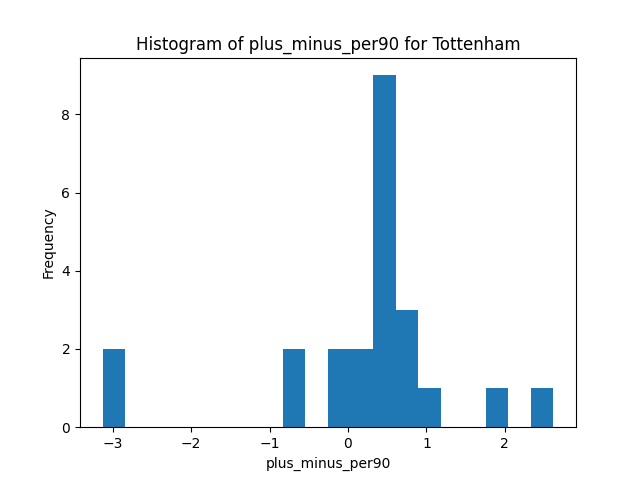 Histogram of plus_minus_per90 for Tottenham
8
6
4
2
0
Frequency
−3 −2 −1 0 1 2
plus_minus_per90